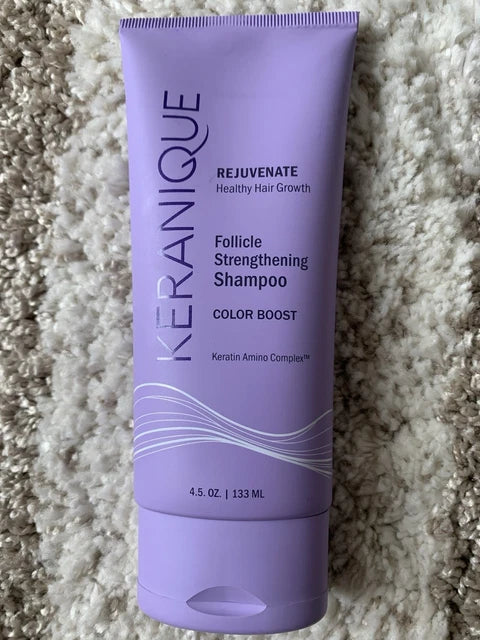 KERANIQUE
REJUVENATE
Healthy Hair Growth
Follicle
Strengthening
Shampoo
COLOR BOOST
Keratin Amino Complex™
4.5. OZ. | 133 ML